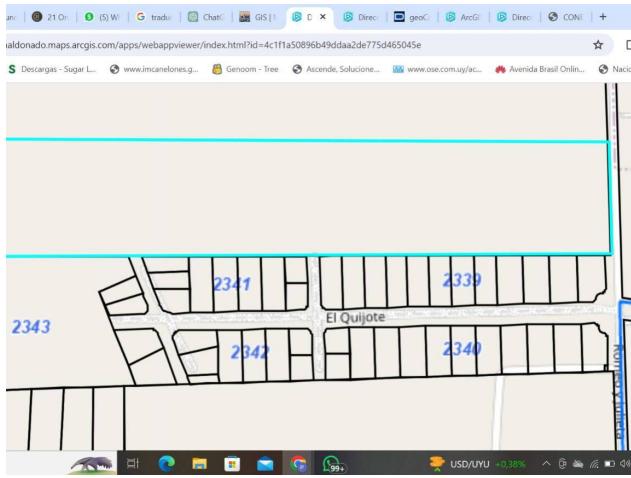 (5) W
G tradu
ChatG
GIS | M
D ×
Direc
geoC
ArcGI
Direc
CONE
+
aldonado.maps.arcgis.com/apps/webappviewer/index.html?id=4c1f1a50896b49ddaa2de775d465045e
Descargas - Sugar L... www.imcanelones.g... Genoom - Tree Ascende, Solucione... www.ose.com.uy/ac... Avenida Brasil Onlin... Nacio
2341
2339
2343
El Quijote
2342
2340
Romeo y Julieta
99+
USD/UYU +0,38%